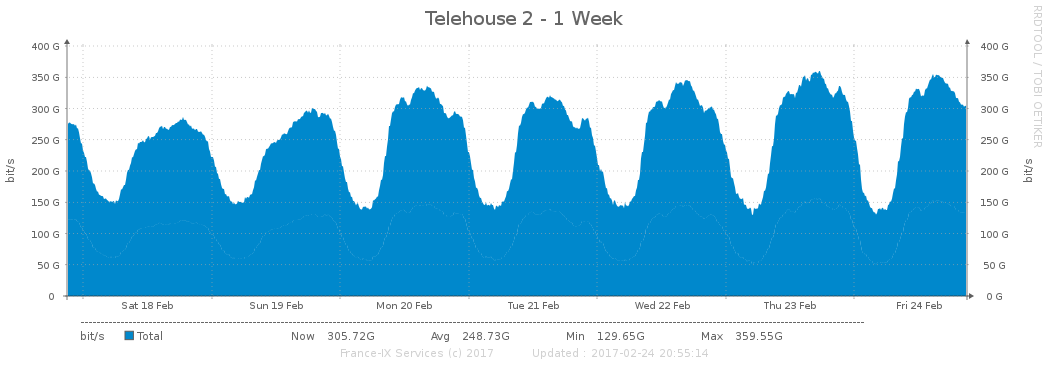 Telehouse 2 - 1 Week
RRDTOOL / TOBI OETIKER
400 G 400 G
350 G 350 G
300 G 300 G
250 G 250 G
200 G 200 G
150 G 150 G
100 G 100 G
50 G 50 G
0 0 G
bit/s bit/s
Sat 18 Feb Sun 19 Feb Mon 20 Feb Tue 21 Feb Wed 22 Feb Thu 23 Feb Fri 24 Feb
bit/s Total Now 305.72G Avg 248.73G Min 129.65G Max 359.55G
France-IX Services (c) 2017 Updated : 2017-02-24 20:55:14